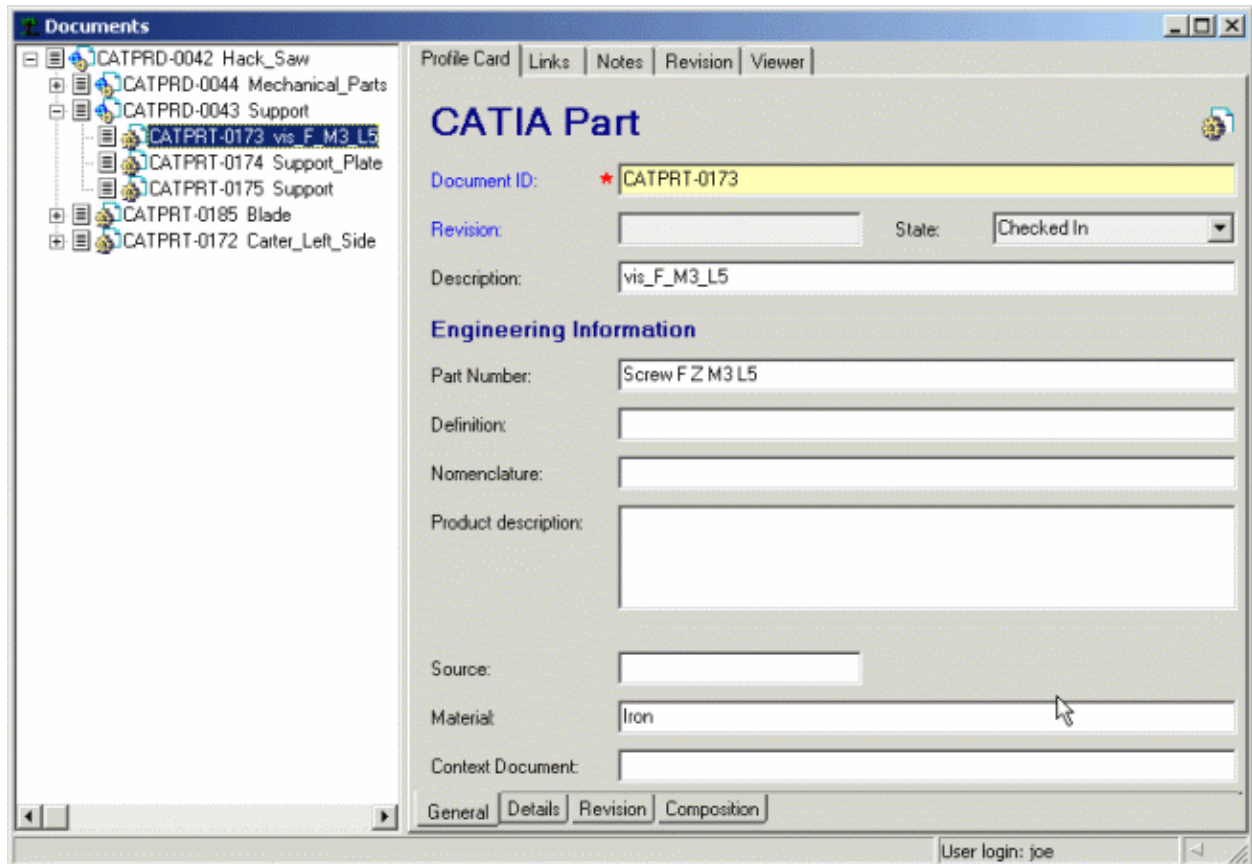 Documents
CATPRD-0042 Hack_Saw
CATPRD-0044 Mechanical_Parts
CATPRD-0043 Support
CATPRT-0173 vis_F_M3_L5
CATPRT-0174 Support_Plate
CATPRT-0175 Support
CATPRT-0185 Blade
CATPRT-0172 Carter_Left_Side
Profile Card Links Notes Revision Viewer
CATIA Part
Document ID: * CATPRT-0173
Revision: State: Checked In
Description: vis_F_M3_L5
Engineering Information
Part Number: Screw F Z M3 L5
Definition:
Nomenclature:
Product description:
Source:
Material: Iron
Context Document:
General Details Revision Composition
User login: joe